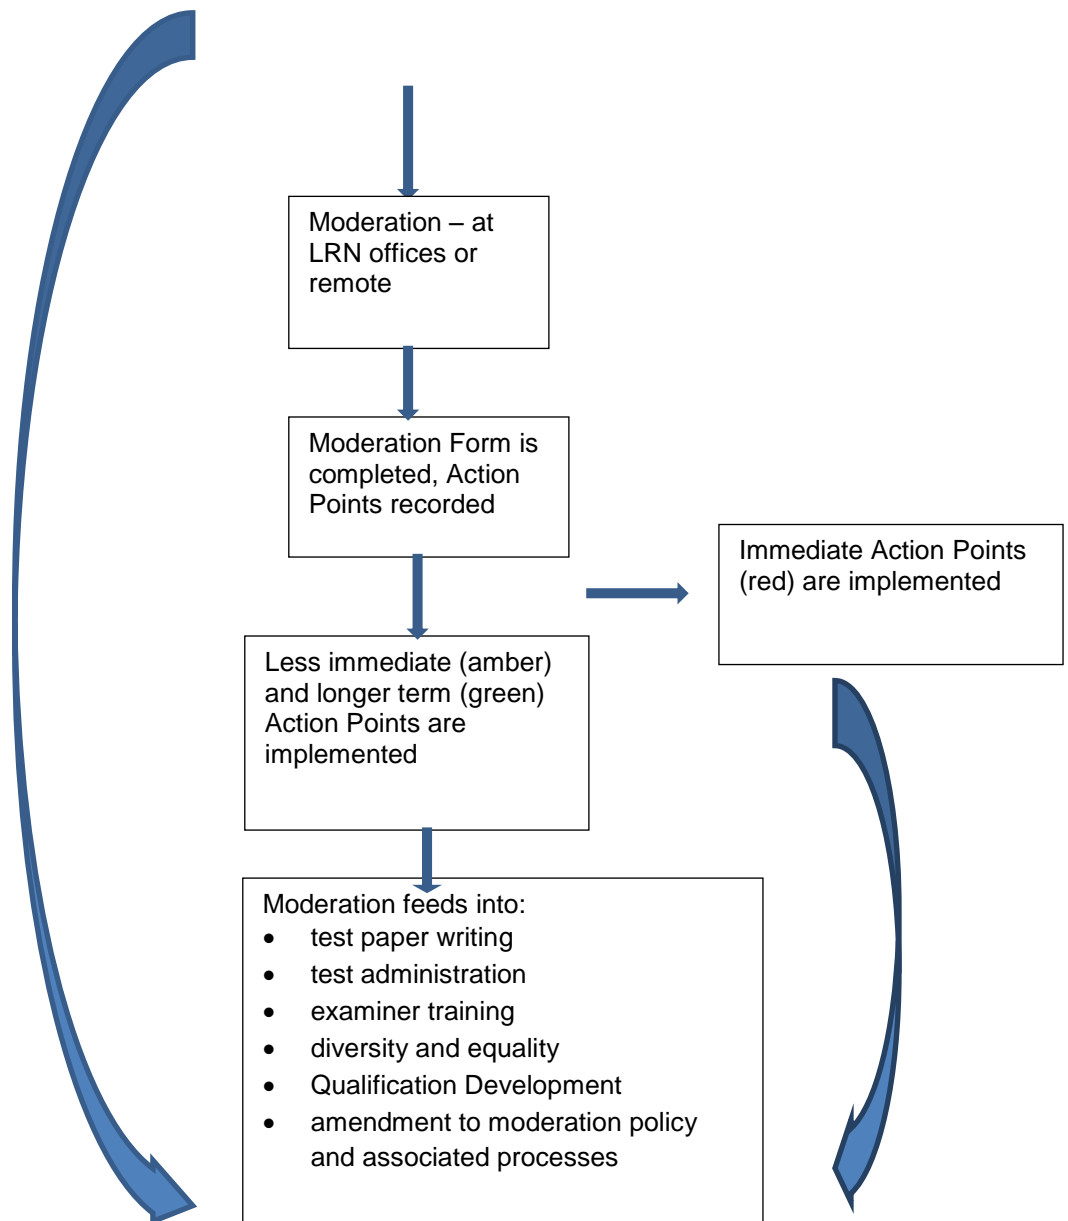 Moderation – at
LRN offices or
remote
Moderation Form is
completed, Action
Points recorded
Immediate Action Points
(red) are implemented
Less immediate (amber)
and longer term (green)
Action Points are
implemented
Moderation feeds into:
• test paper writing
• test administration
• examiner training
• diversity and equality
• Qualification Development
• amendment to moderation policy
and associated processes